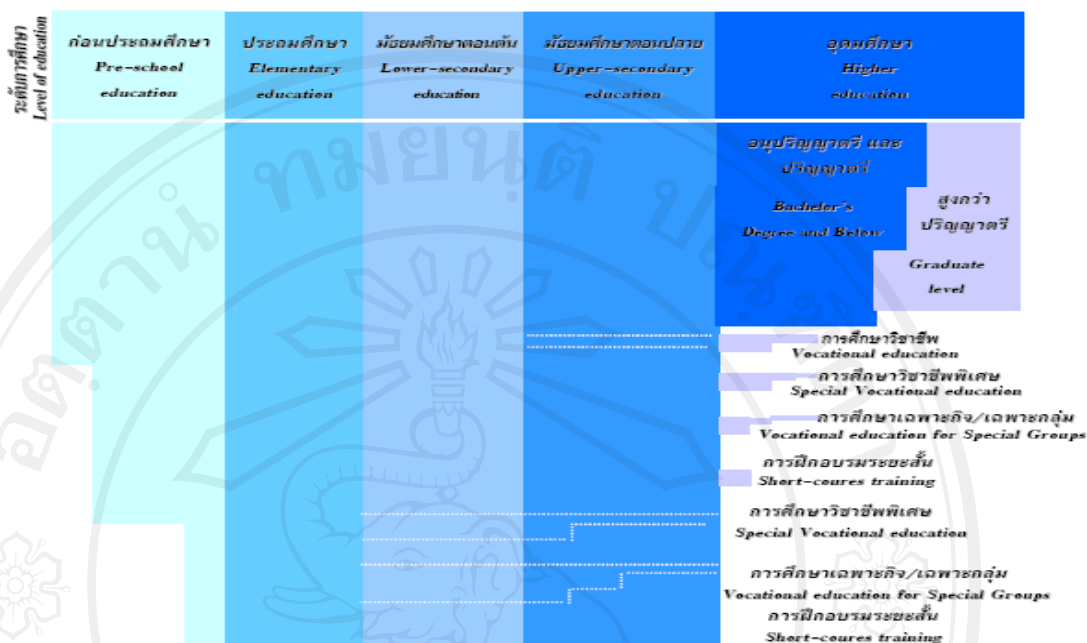 ระดับการศึกษา
Level of education
ก่อนประถมศึกษา
Pre-school
education
ประถมศึกษา
Elementary
education
มัธยมศึกษาตอนต้น
Lower-secondary
education
มัธยมศึกษาตอนปลาย
Upper-secondary
education
อุดมศึกษา
Higher
education
อนุปริญญาตรี และ
ปริญญาตรี
Bachelor's
Degree and Below
สูงกว่า
ปริญญาตรี
Graduate
level
การศึกษาวิชาชีพ
Vocational education
การศึกษาวิชาชีพพิเศษ
Special Vocational education
การศึกษาเฉพาะกิจ/เฉพาะกลุ่ม
Vocational education for Special Groups
การฝึกอบรมระยะสั้น
Short-coures training
การศึกษาวิชาชีพพิเศษ
Special Vocational education
การศึกษาเฉพาะกิจ/เฉพาะกลุ่ม
Vocational education for Special Groups
การฝึกอบรมระยะสั้น
Short-coures training